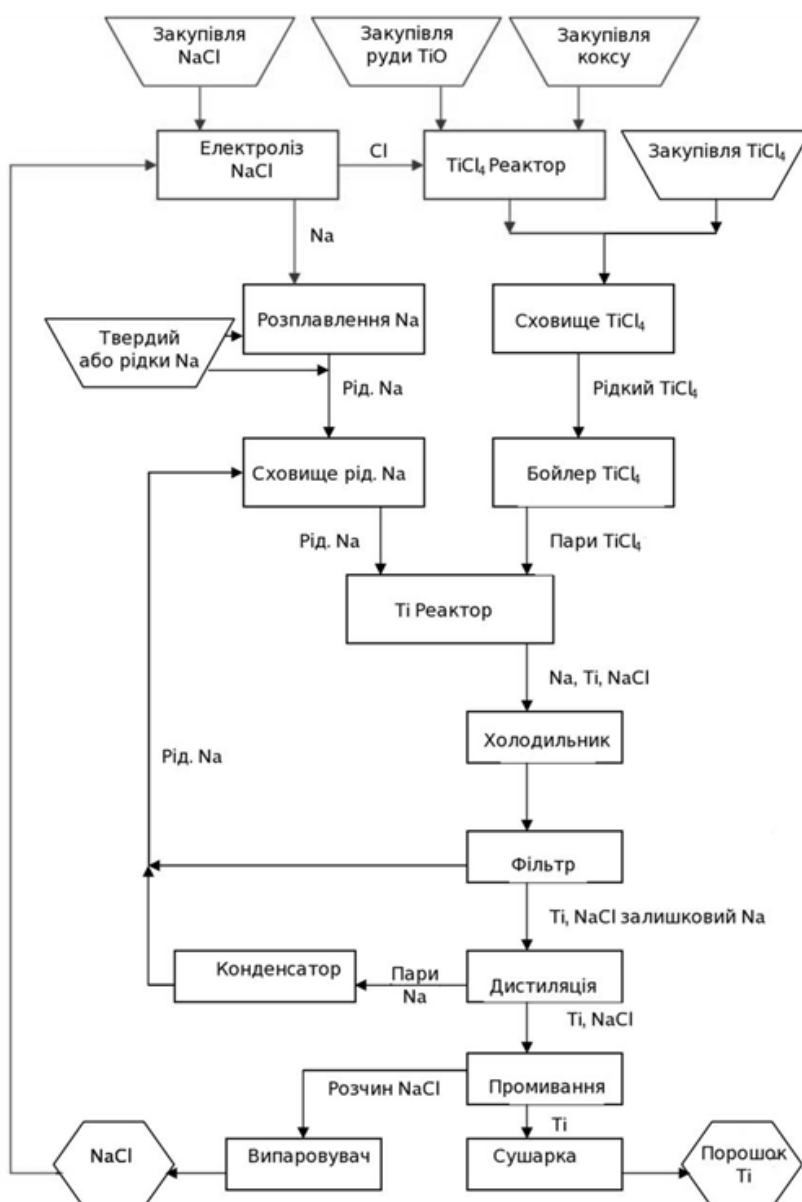 Закупівля
NaCl
Закупівля
руди TiO
Закупівля
коксу
Електроліз
NaCl
Cl
TiCl₄ Реактор
Закупівля TiCl₄
Na
Розплавлення Na
Сховище TiCl₄
Твердий
або рідки Na
Рід. Na
Рідкий TiCl₄
Сховище рід. Na
Бойлер TiCl₄
Рід. Na
Пари TiCl₄
Ti Реактор
Na, Ti, NaCl
Холодильник
Рід. Na
Фільтр
Ti, NaCl залишковий Na
Конденсатор
Пари
Na
Дистиляція
Ti, NaCl
Розчин NaCl
Промивання
Ti
NaCl
Випаровувач
Сушарка
Порошок
Ti